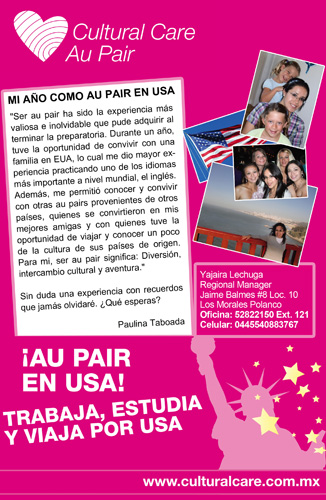 Cultural Care
Au Pair
MI AÑO COMO AU PAIR EN USA
"Ser au pair ha sido la experiencia más
valiosa e inolvidable que pude adquirir al
terminar la preparatoria. Durante un año,
tuve la oportunidad de convivir con una
familia en EUA, lo cual me dio mayor ex-
periencia practicando uno de los idiomas
más importante a nivel mundial, el inglés.
Además, me permitió conocer y convivir
con otras au pairs provenientes de otros
países, quienes se convirtieron en mis
mejores amigas y con quienes tuve la
oportunidad de viajar y conocer un poco
de la cultura de sus países de origen.
Para mi, ser au pair significa: Diversión,
intercambio cultural y aventura."
Sin duda una experiencia con recuerdos
que jamás olvidaré. ¿Qué esperas?
Paulina Taboada
Yajaira Lechuga
Regional Manager
Jaime Balmes #8 Loc. 10
Los Morales Polanco
Oficina: 52822150 Ext. 121
Celular: 0445540883767
¡AU PAIR
EN USA!
TRABAJA, ESTUDIA
Y VIAJA POR USA
www.culturalcare.com.mx